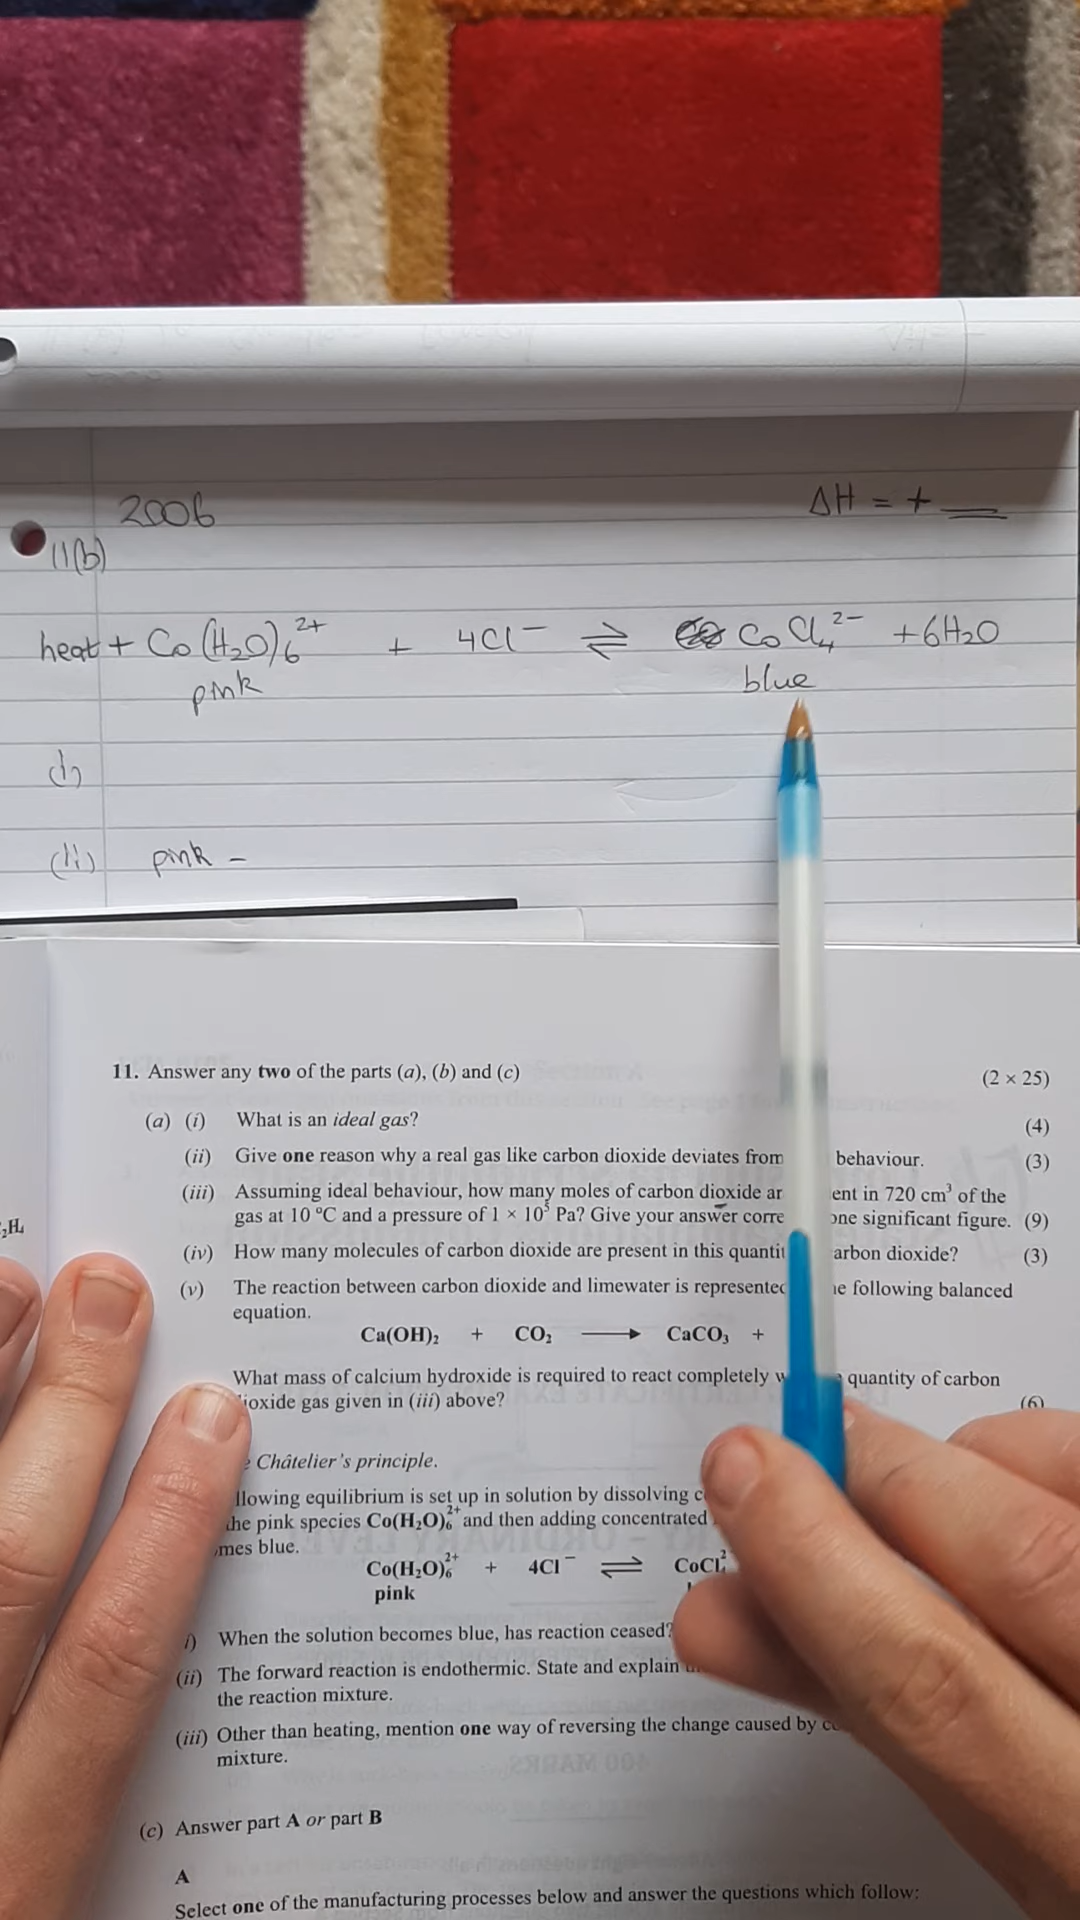 2006
ΔH = + __
11(b)
heat + Co(H₂O)₆²⁺ + 4Cl⁻ ⇌ CoCl₄²⁻ + 6H₂O
pink blue
(i)
(ii) pink -
11. Answer any two of the parts (a), (b) and (c) (2 × 25)
(a) (i) What is an ideal gas? (4)
(ii) Give one reason why a real gas like carbon dioxide deviates from behaviour. (3)
(iii) Assuming ideal behaviour, how many moles of carbon dioxide ar ent in 720 cm³ of the
gas at 10 °C and a pressure of 1 × 10⁵ Pa? Give your answer corre one significant figure. (9)
(iv) How many molecules of carbon dioxide are present in this quanti arbon dioxide? (3)
(v) The reaction between carbon dioxide and limewater is represented e following balanced
equation.
Ca(OH)₂ + CO₂ ⟶ CaCO₃ +
What mass of calcium hydroxide is required to react completely w quantity of carbon
ioxide gas given in (iii) above? (6)
e Châtelier's principle.
llowing equilibrium is set up in solution by dissolving c
he pink species Co(H₂O)₆²⁺ and then adding concentrated
mes blue.
Co(H₂O)₆²⁺ + 4Cl⁻ ⇌ CoCl₄²
pink
i) When the solution becomes blue, has reaction ceased?
(ii) The forward reaction is endothermic. State and explain
the reaction mixture.
(iii) Other than heating, mention one way of reversing the change caused by c
mixture.
(c) Answer part A or part B
A
Select one of the manufacturing processes below and answer the questions which follow:
₂H₄